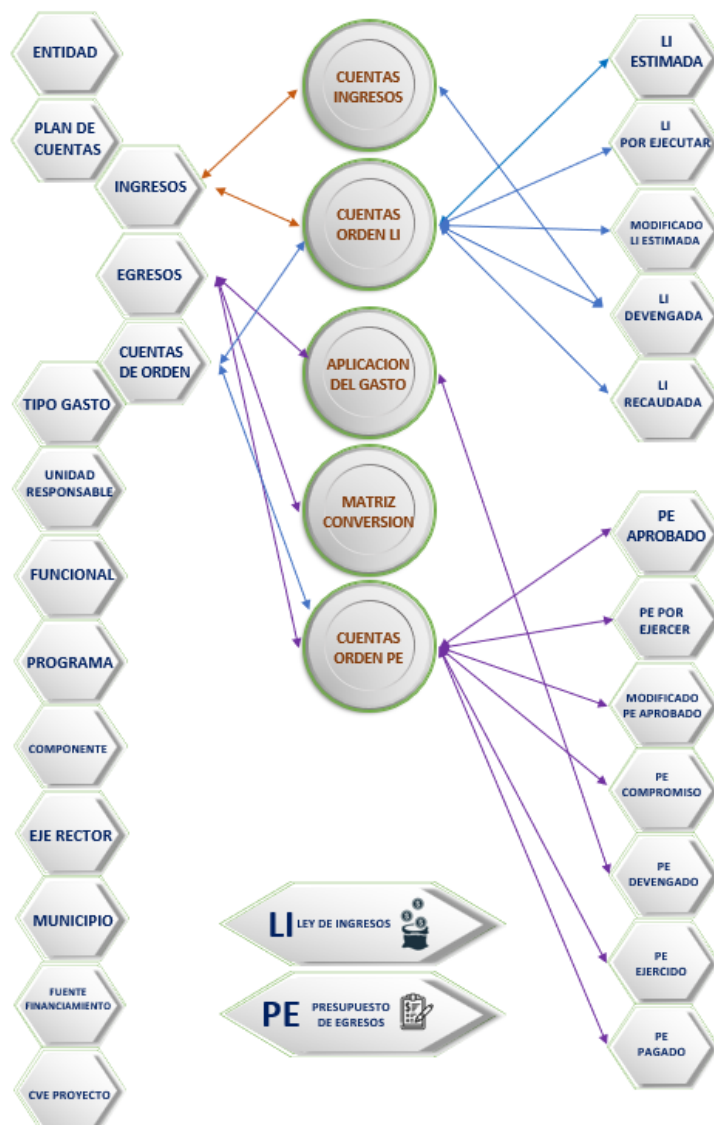 ENTIDAD
PLAN DE
CUENTAS
INGRESOS
EGRESOS
CUENTAS
DE ORDEN
TIPO GASTO
UNIDAD
RESPONSABLE
FUNCIONAL
PROGRAMA
COMPONENTE
EJE RECTOR
MUNICIPIO
FUENTE
FINANCIAMIENTO
CVE PROYECTO
CUENTAS
INGRESOS
CUENTAS
ORDEN LI
APLICACION
DEL GASTO
MATRIZ
CONVERSION
CUENTAS
ORDEN PE
LI LEY DE INGRESOS
PE PRESUPUESTO
DE EGRESOS
LI
ESTIMADA
LI
POR EJECUTAR
MODIFICADO
LI ESTIMADA
LI
DEVENGADA
LI
RECAUDADA
PE
APROBADO
PE POR
EJERCER
MODIFICADO
PE APROBADO
PE
COMPROMISO
PE
DEVENGADO
PE
EJERCIDO
PE
PAGADO